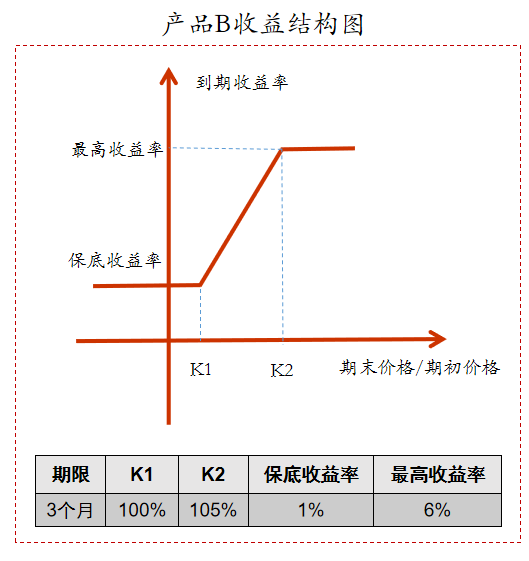 产品B收益结构图
到期收益率
最高收益率
保底收益率
K1 K2 期末价格/期初价格
期限 K1 K2 保底收益率 最高收益率
3个月 100% 105% 1% 6%